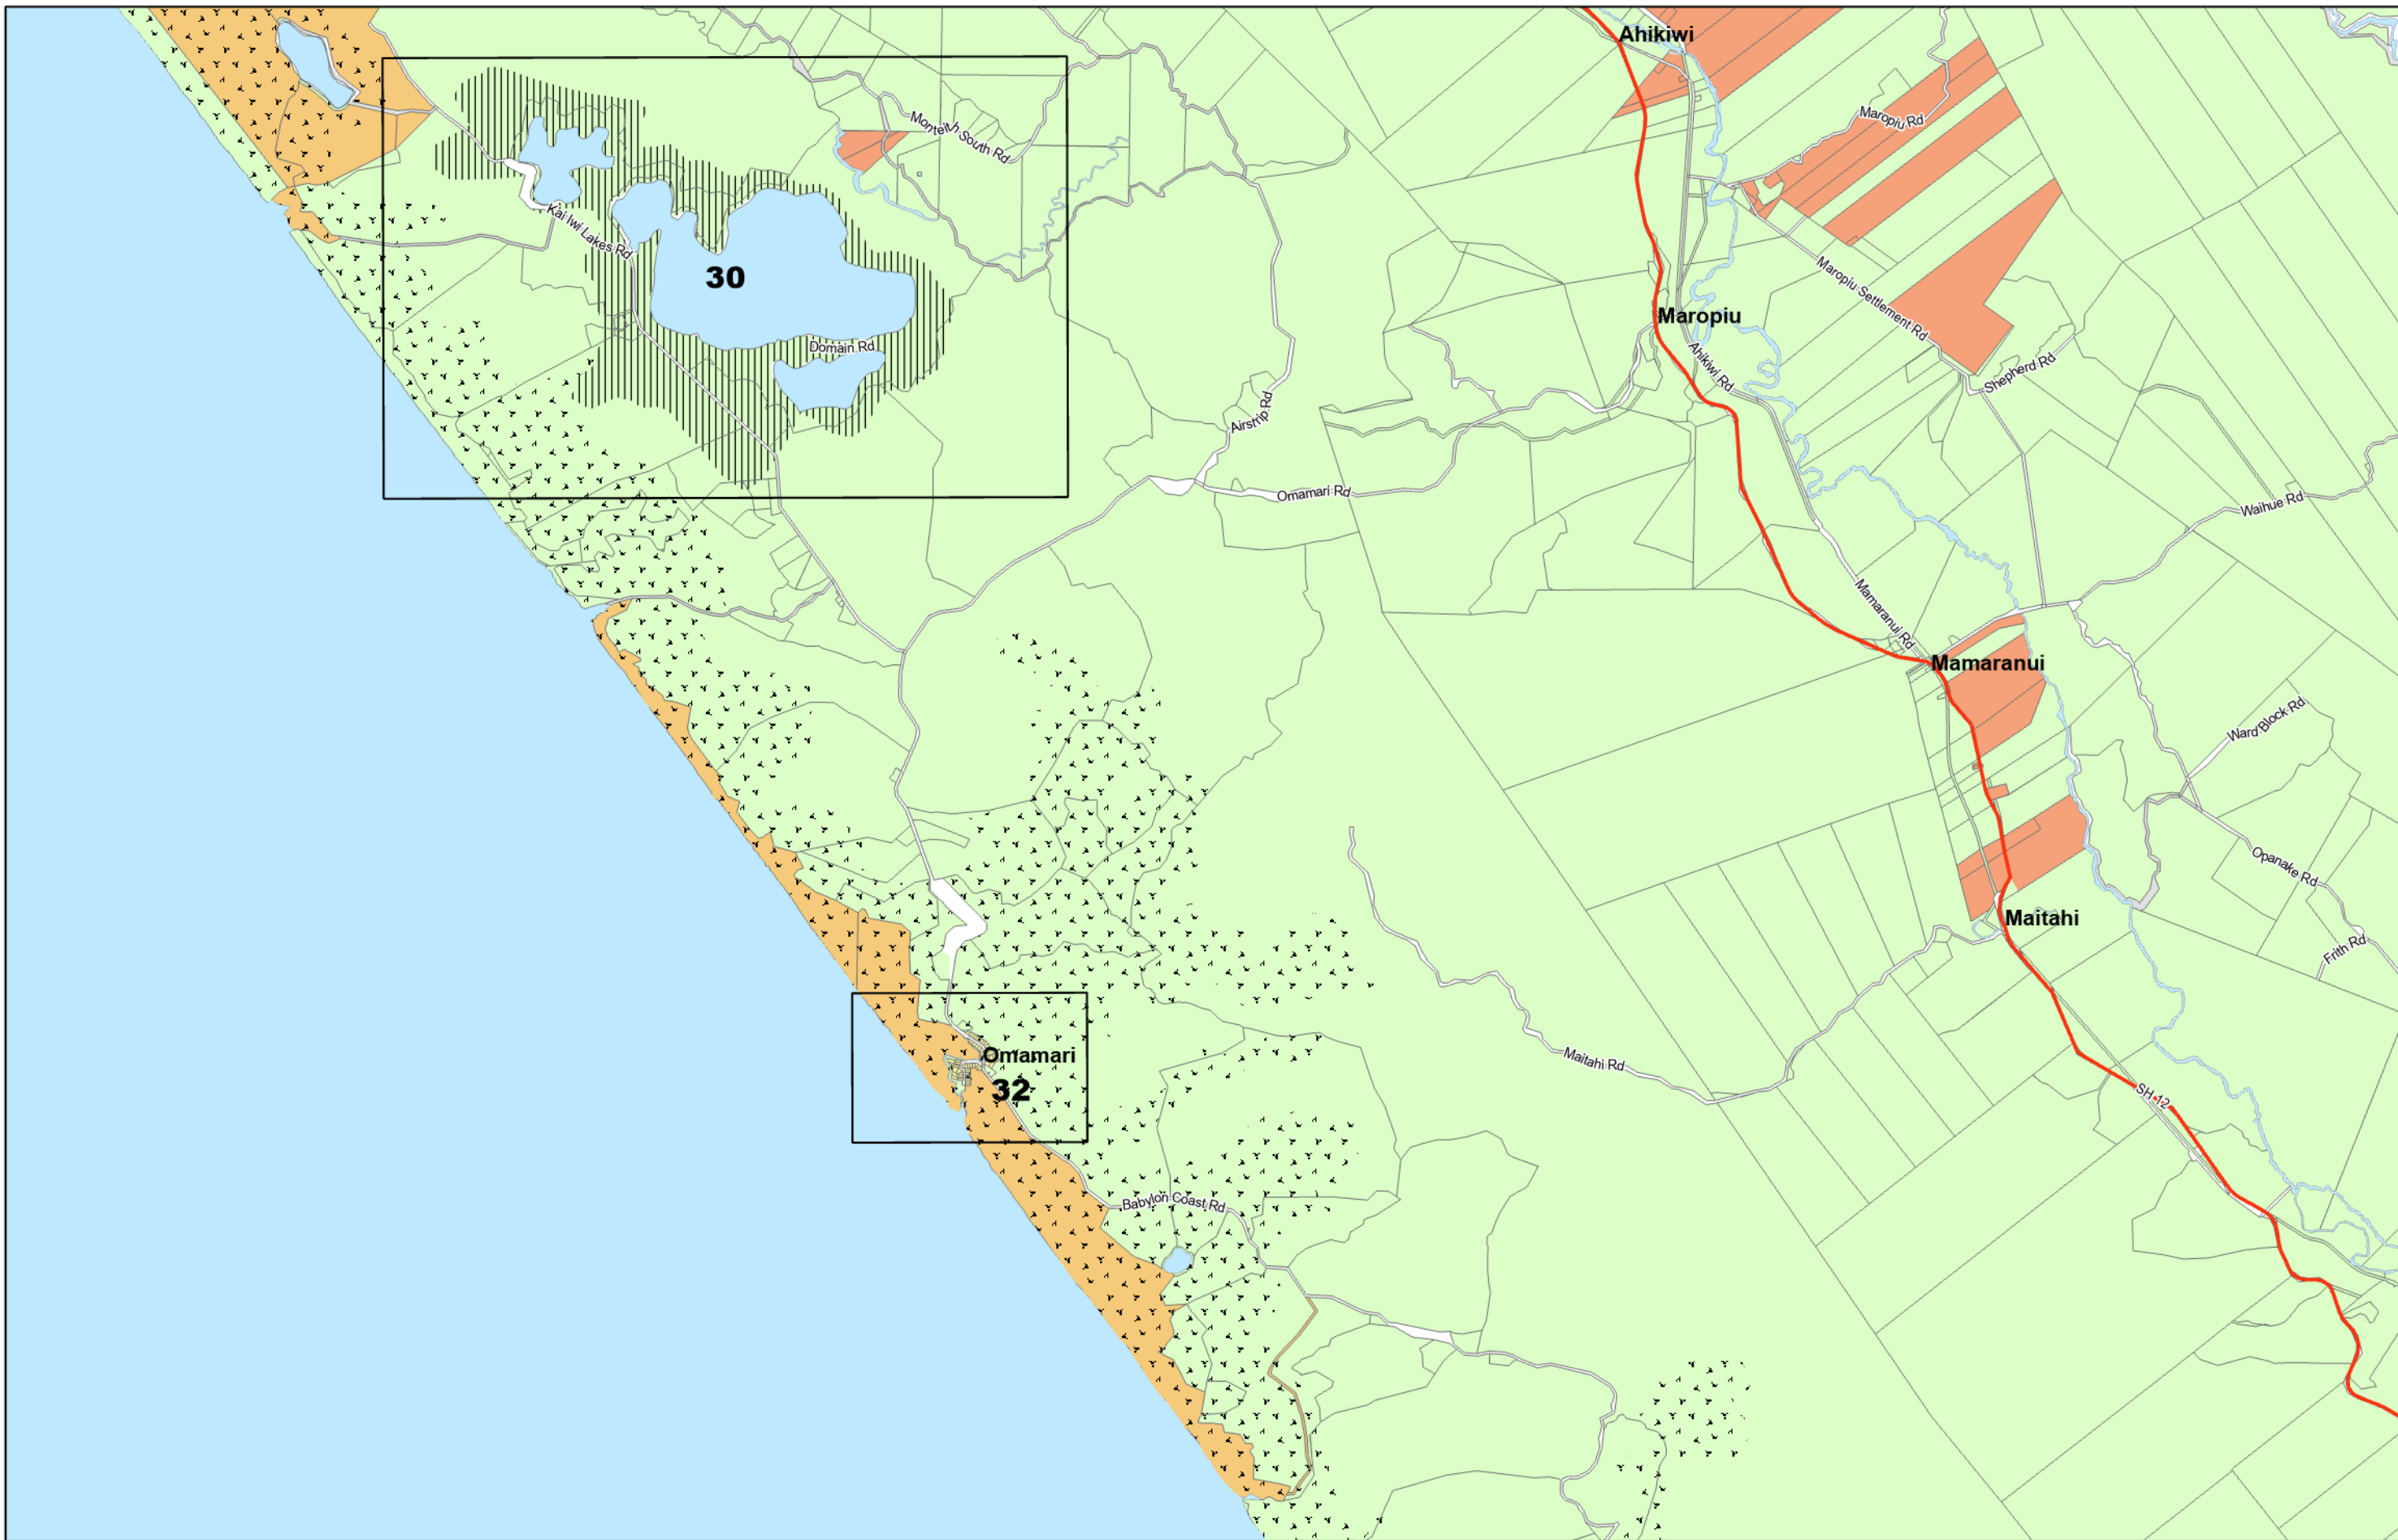 Ahikiwi
Maropiu Rd
Monteith South Rd
Kai Iwi Lakes Rd
30
Maropiu Settlement Rd
Maropiu
Domain Rd
Ahikiwi Rd
Shepherd Rd
Airstrip Rd
Omamari Rd
Waihue Rd
Mamaranui Rd
Mamaranui
Ward Block Rd
Opanake Rd
Maitahi
Frith Rd
Omamari
Maitahi Rd
32
SH 12
Babylon Coast Rd